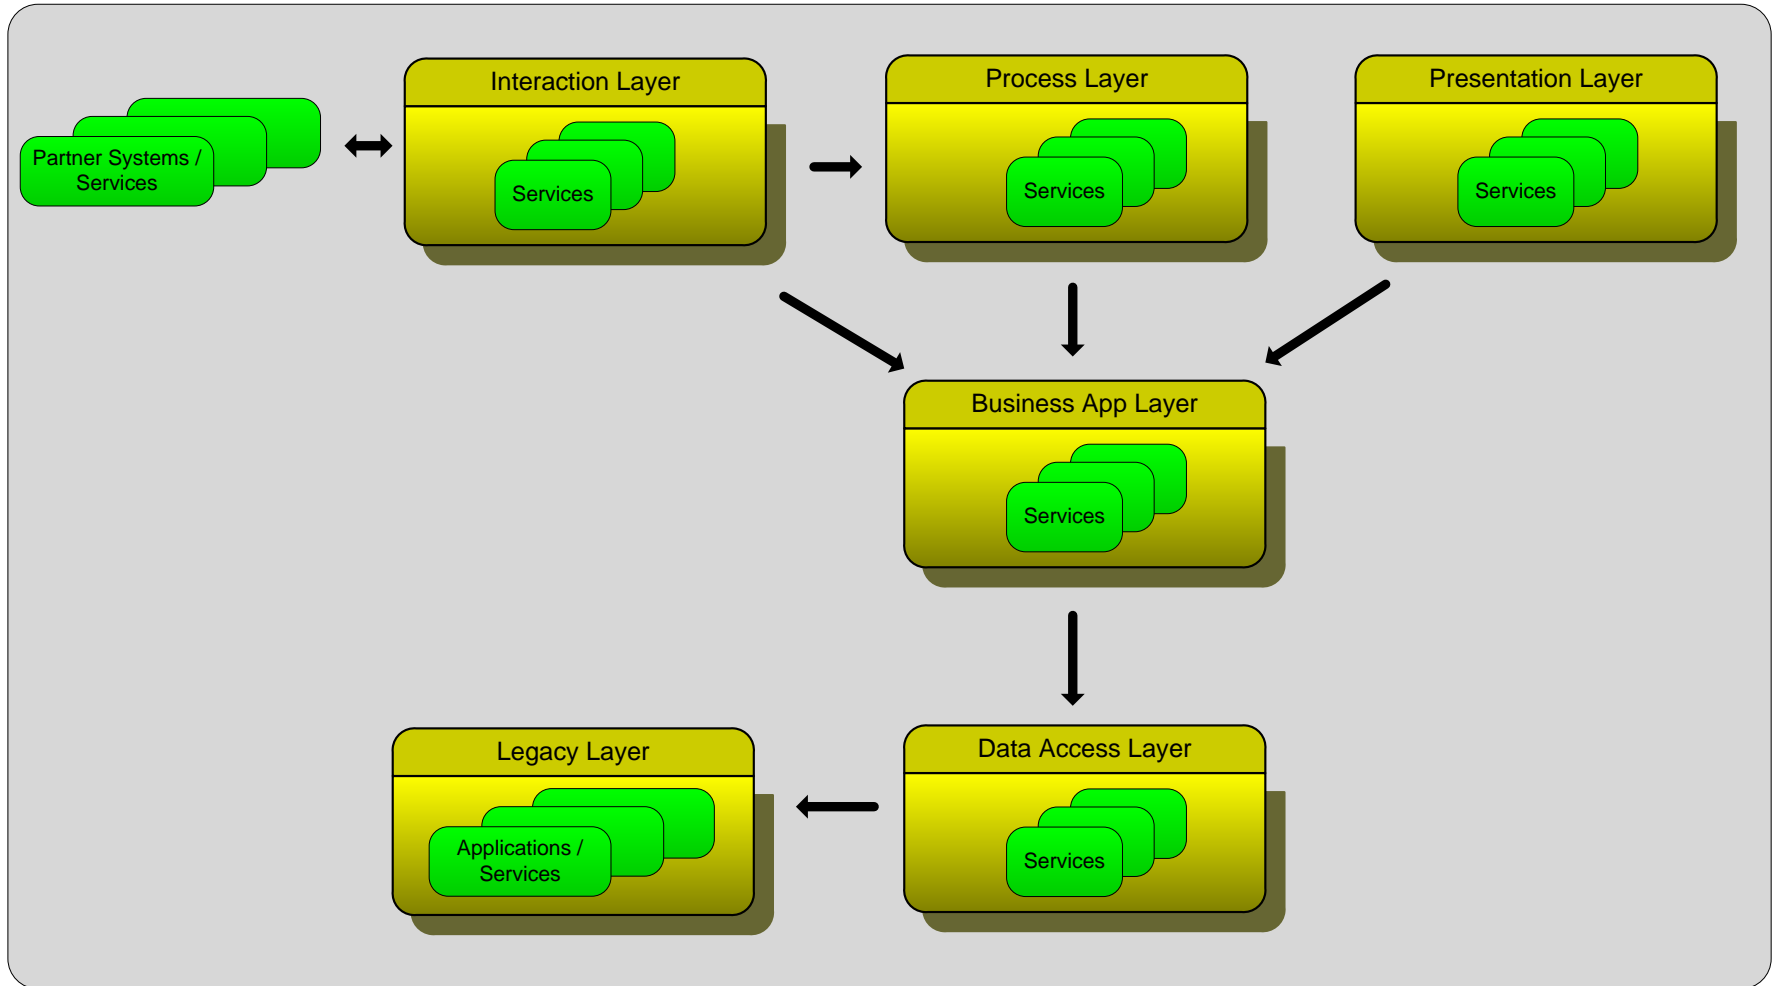 Interaction Layer
Process Layer
Presentation Layer
Partner Systems /
Services
Services
Services
Services
Business App Layer
Services
Legacy Layer
Data Access Layer
Applications /
Services
Services